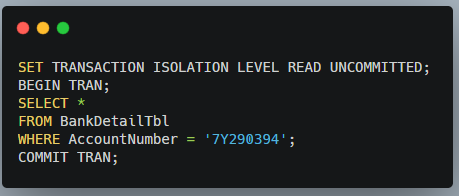 SET TRANSACTION ISOLATION LEVEL READ UNCOMMITTED;
BEGIN TRAN;
SELECT *
FROM BankDetailTbl
WHERE AccountNumber = '7Y290394';
COMMIT TRAN;